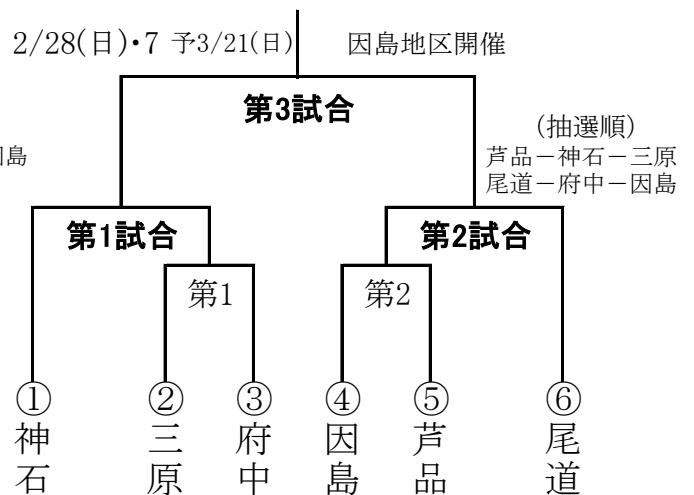 2/28(日)・7 予3/21(日) 因島地区開催
第3試合
(抽選順)
芦品－神石－三原
尾道－府中－因島
島
第1試合
第2試合
第1
第2
① ② ③ ④ ⑤ ⑥
神石
三原
府中
因島
芦品
尾道